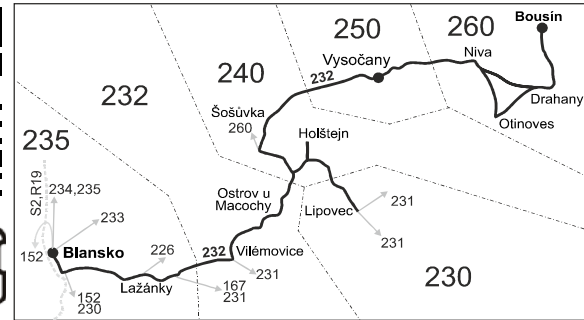 Bousín
250
260
Vysočany
Niva
240
232
232
Drahany
Šošůvka
260
Otinoves
235
Holštejn
S2,R19
234,235
Ostrov u
Macochy
231
233
Lipovec
Blansko
226
232
Vilémovice
231
152
231
230
Lažánky
167
231
152
230